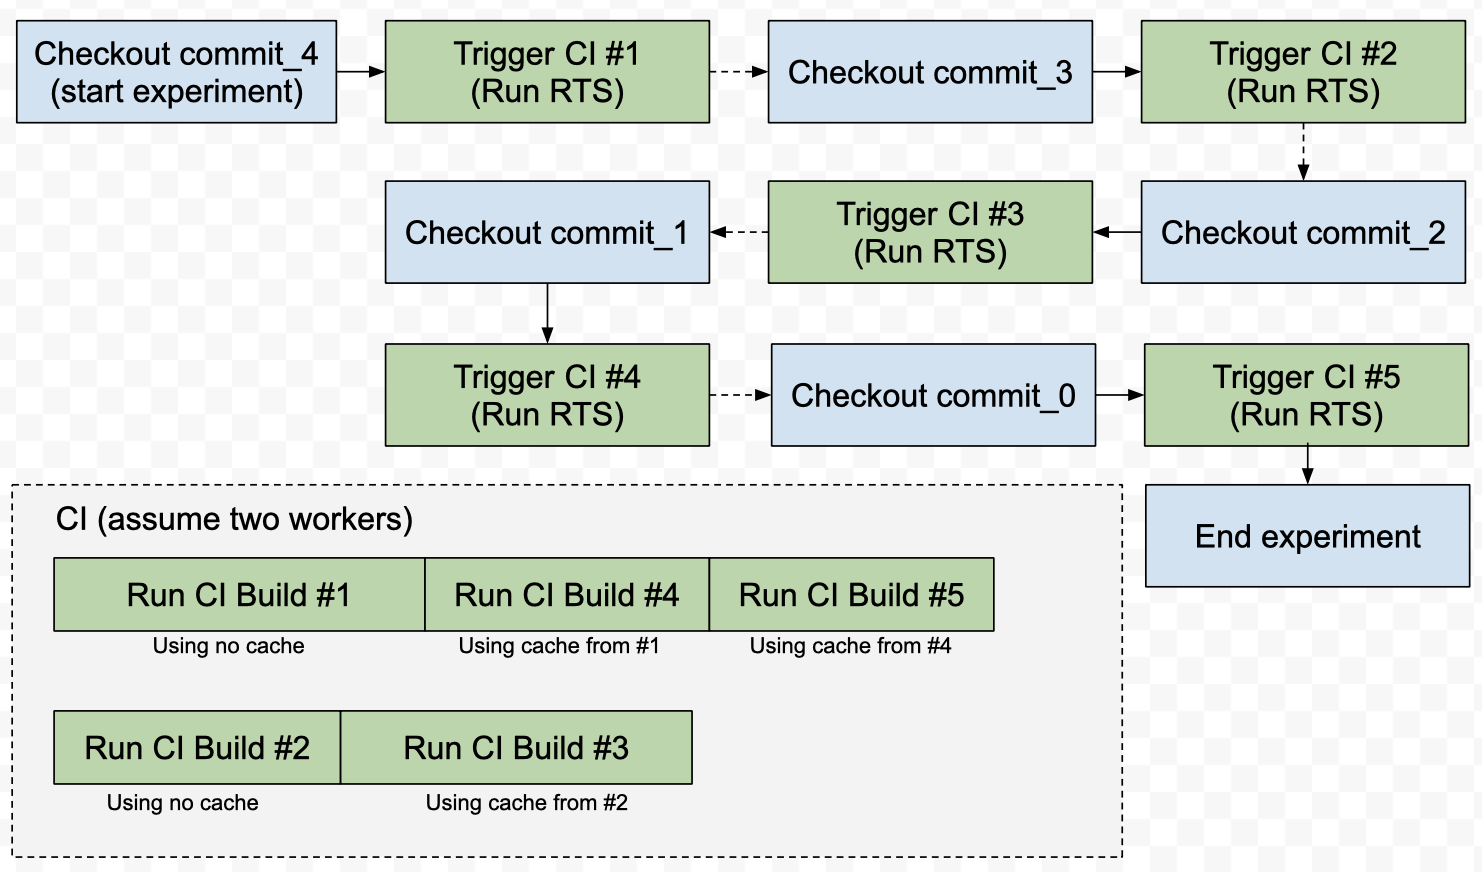 Checkout commit_4
(start experiment)
Trigger CI #1
(Run RTS)
Checkout commit_3
Trigger CI #2
(Run RTS)
Checkout commit_1
Trigger CI #3
(Run RTS)
Checkout commit_2
Trigger CI #4
(Run RTS)
Checkout commit_0
Trigger CI #5
(Run RTS)
End experiment
CI (assume two workers)
Run CI Build #1
Run CI Build #4
Run CI Build #5
Using no cache
Using cache from #1
Using cache from #4
Run CI Build #2
Run CI Build #3
Using no cache
Using cache from #2